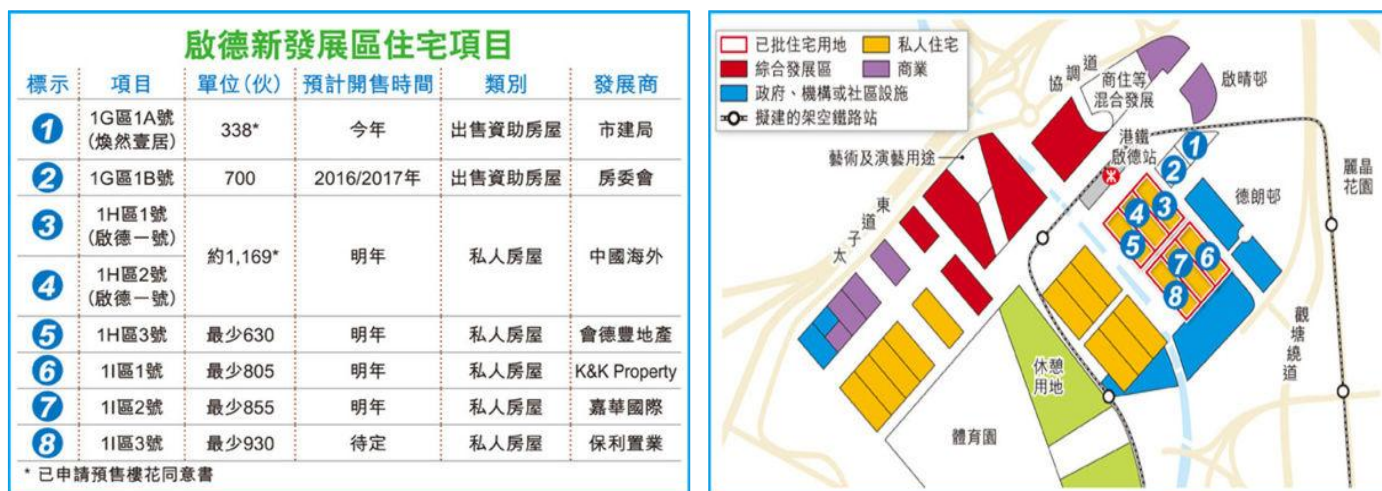 啟德新發展區住宅項目
標示 項目 單位(伙) 預計開售時間 類別 發展商
1 1G區1A號 338* 今年 出售資助房屋 市建局
(煥然壹居)
2 1G區1B號 700 2016/2017年 出售資助房屋 房委會
3 1H區1號
(啟德一號)
約1,169* 明年 私人房屋 中國海外
4 1H區2號
(啟德一號)
5 1H區3號 最少630 明年 私人房屋 會德豐地產
6 1I區1號 最少805 明年 私人房屋 K&K Property
7 1I區2號 最少855 明年 私人房屋 嘉華國際
8 1I區3號 最少930 待定 私人房屋 保利置業
* 已申請預售樓花同意書
已批住宅用地 私人住宅
綜合發展區 商業
政府、機構或社區設施
擬建的架空鐵路站
協調道
商住等
混合發展
啟晴邨
藝術及演藝用途
港鐵
啟德站
1
2
3
4
5
6
7
8
德朗邨
麗晶
花園
太子道東
觀塘繞道
休憩
用地
體育園